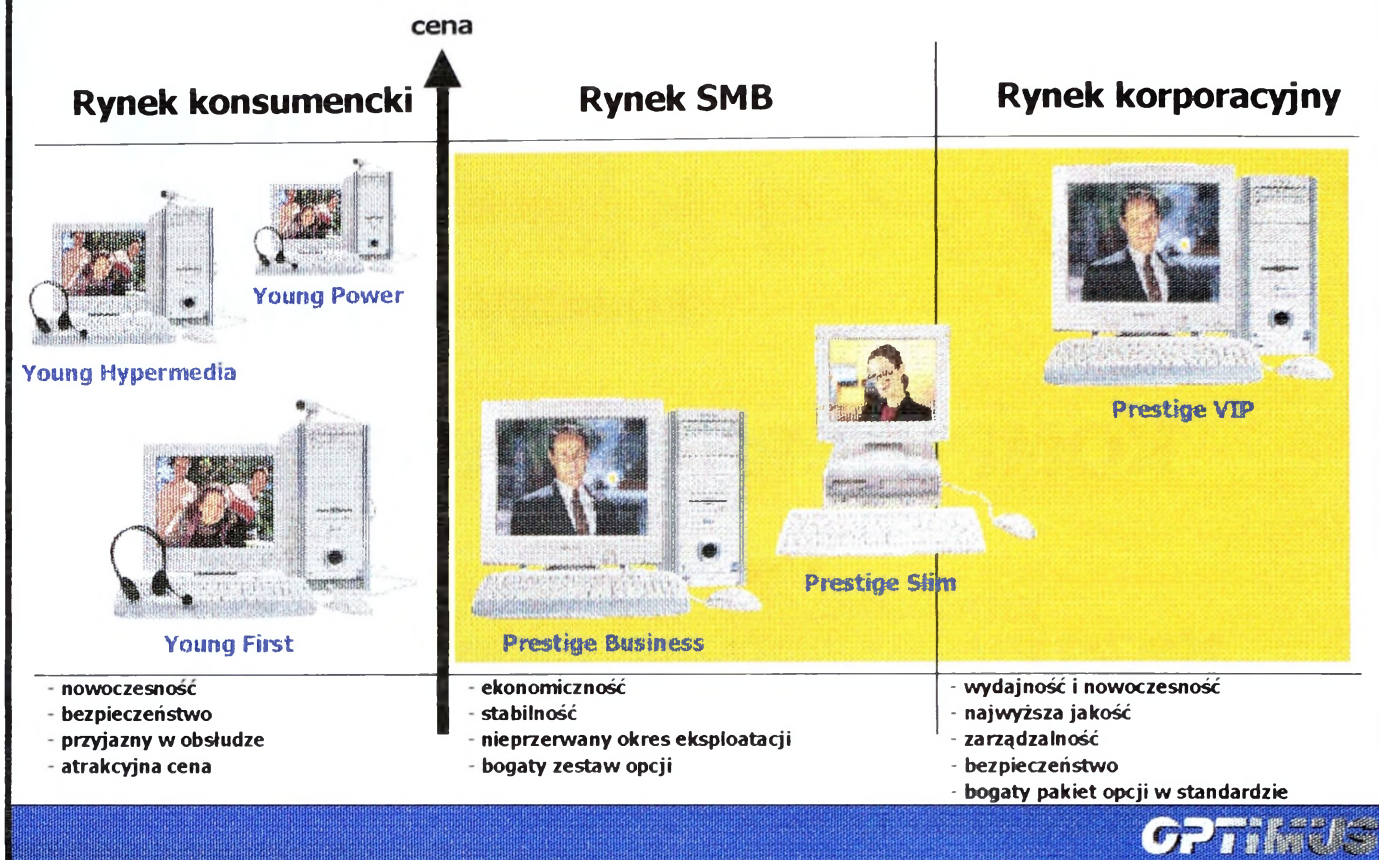 cena
Rynek konsumencki
Rynek SMB
Rynek korporacyjny
Young Power
Young Hypermedia
Young First
Prestige Business
Prestige Slim
Prestige VIP
- nowoczesność
- bezpieczeństwo
- przyjazny w obsłudze
- atrakcyjna cena
- ekonomiczność
- stabilność
- nieprzerwany okres eksploatacji
- bogaty zestaw opcji
- wydajność i nowoczesność
- najwyższa jakość
- zarządzalność
- bezpieczeństwo
- bogaty pakiet opcji w standardzie
OPTIMUS